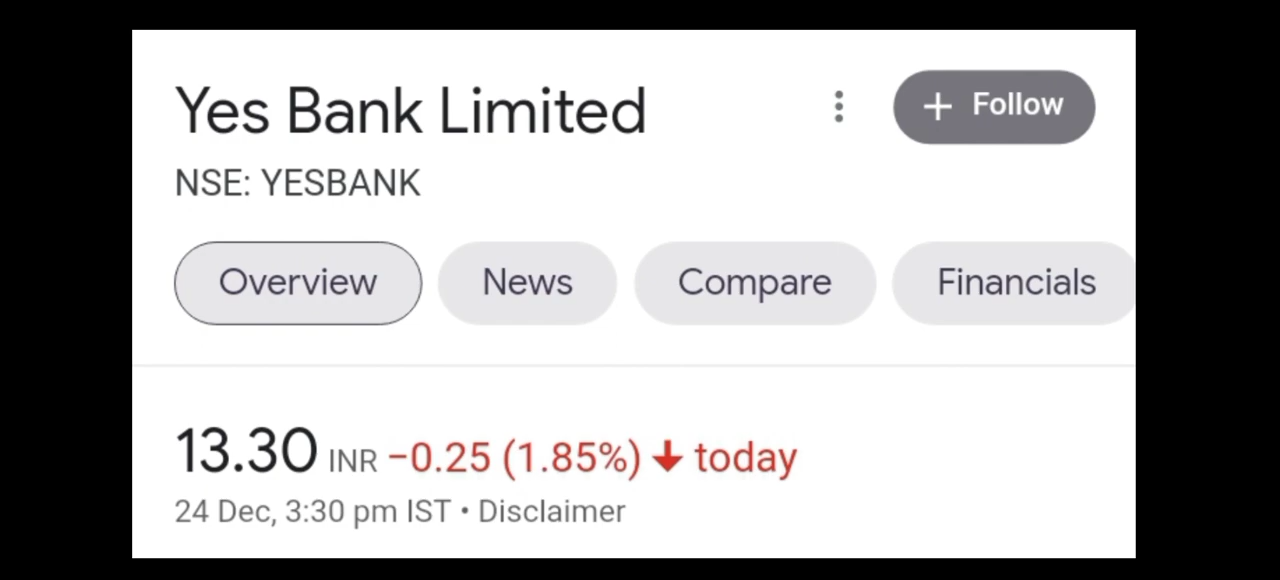 Yes Bank Limited
+ Follow
NSE: YESBANK
Overview News Compare Financials
13.30 INR −0.25 (1.85%) ↓ today
24 Dec, 3:30 pm IST • Disclaimer